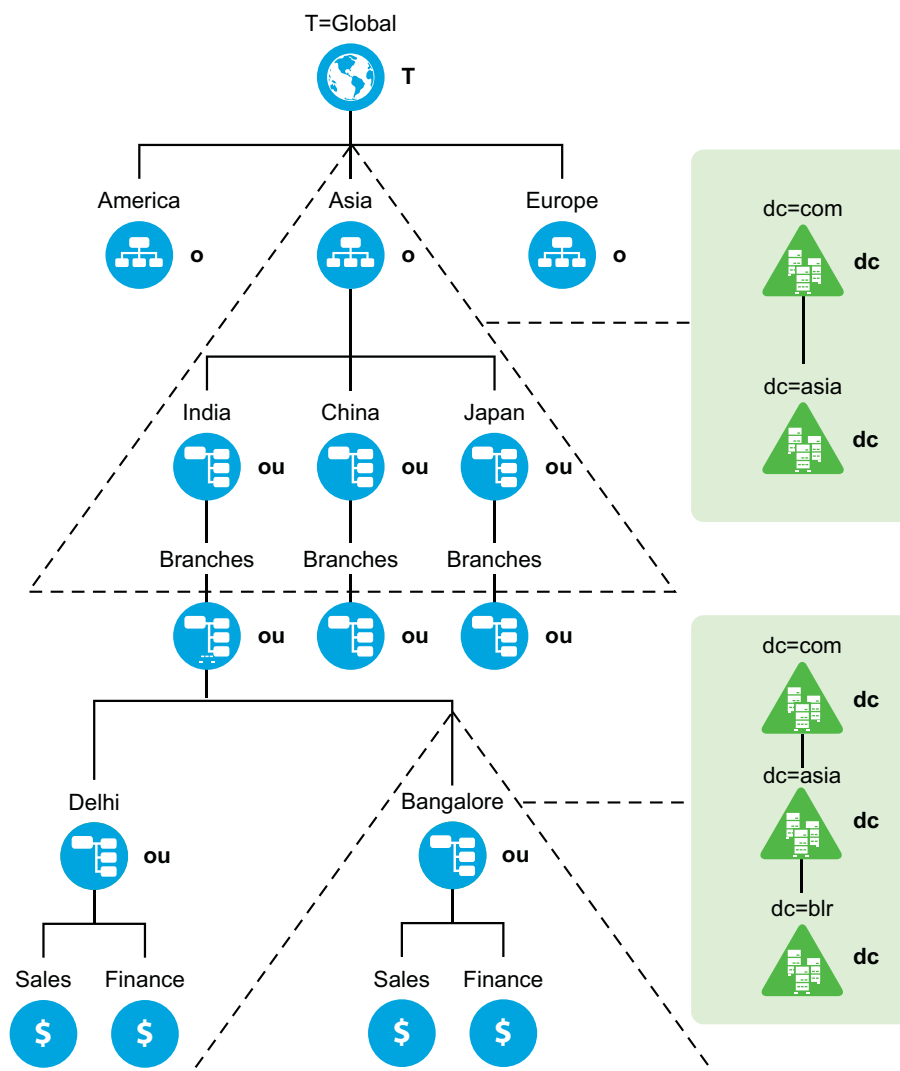 T=Global
T
America
Asia
Europe
o
o
o
dc=com
dc
dc=asia
dc
India
China
Japan
ou
ou
ou
Branches
Branches
Branches
ou
ou
ou
dc=com
dc
dc=asia
dc
dc=blr
dc
Delhi
Bangalore
ou
ou
Sales
Finance
Sales
Finance
$
$
$
$